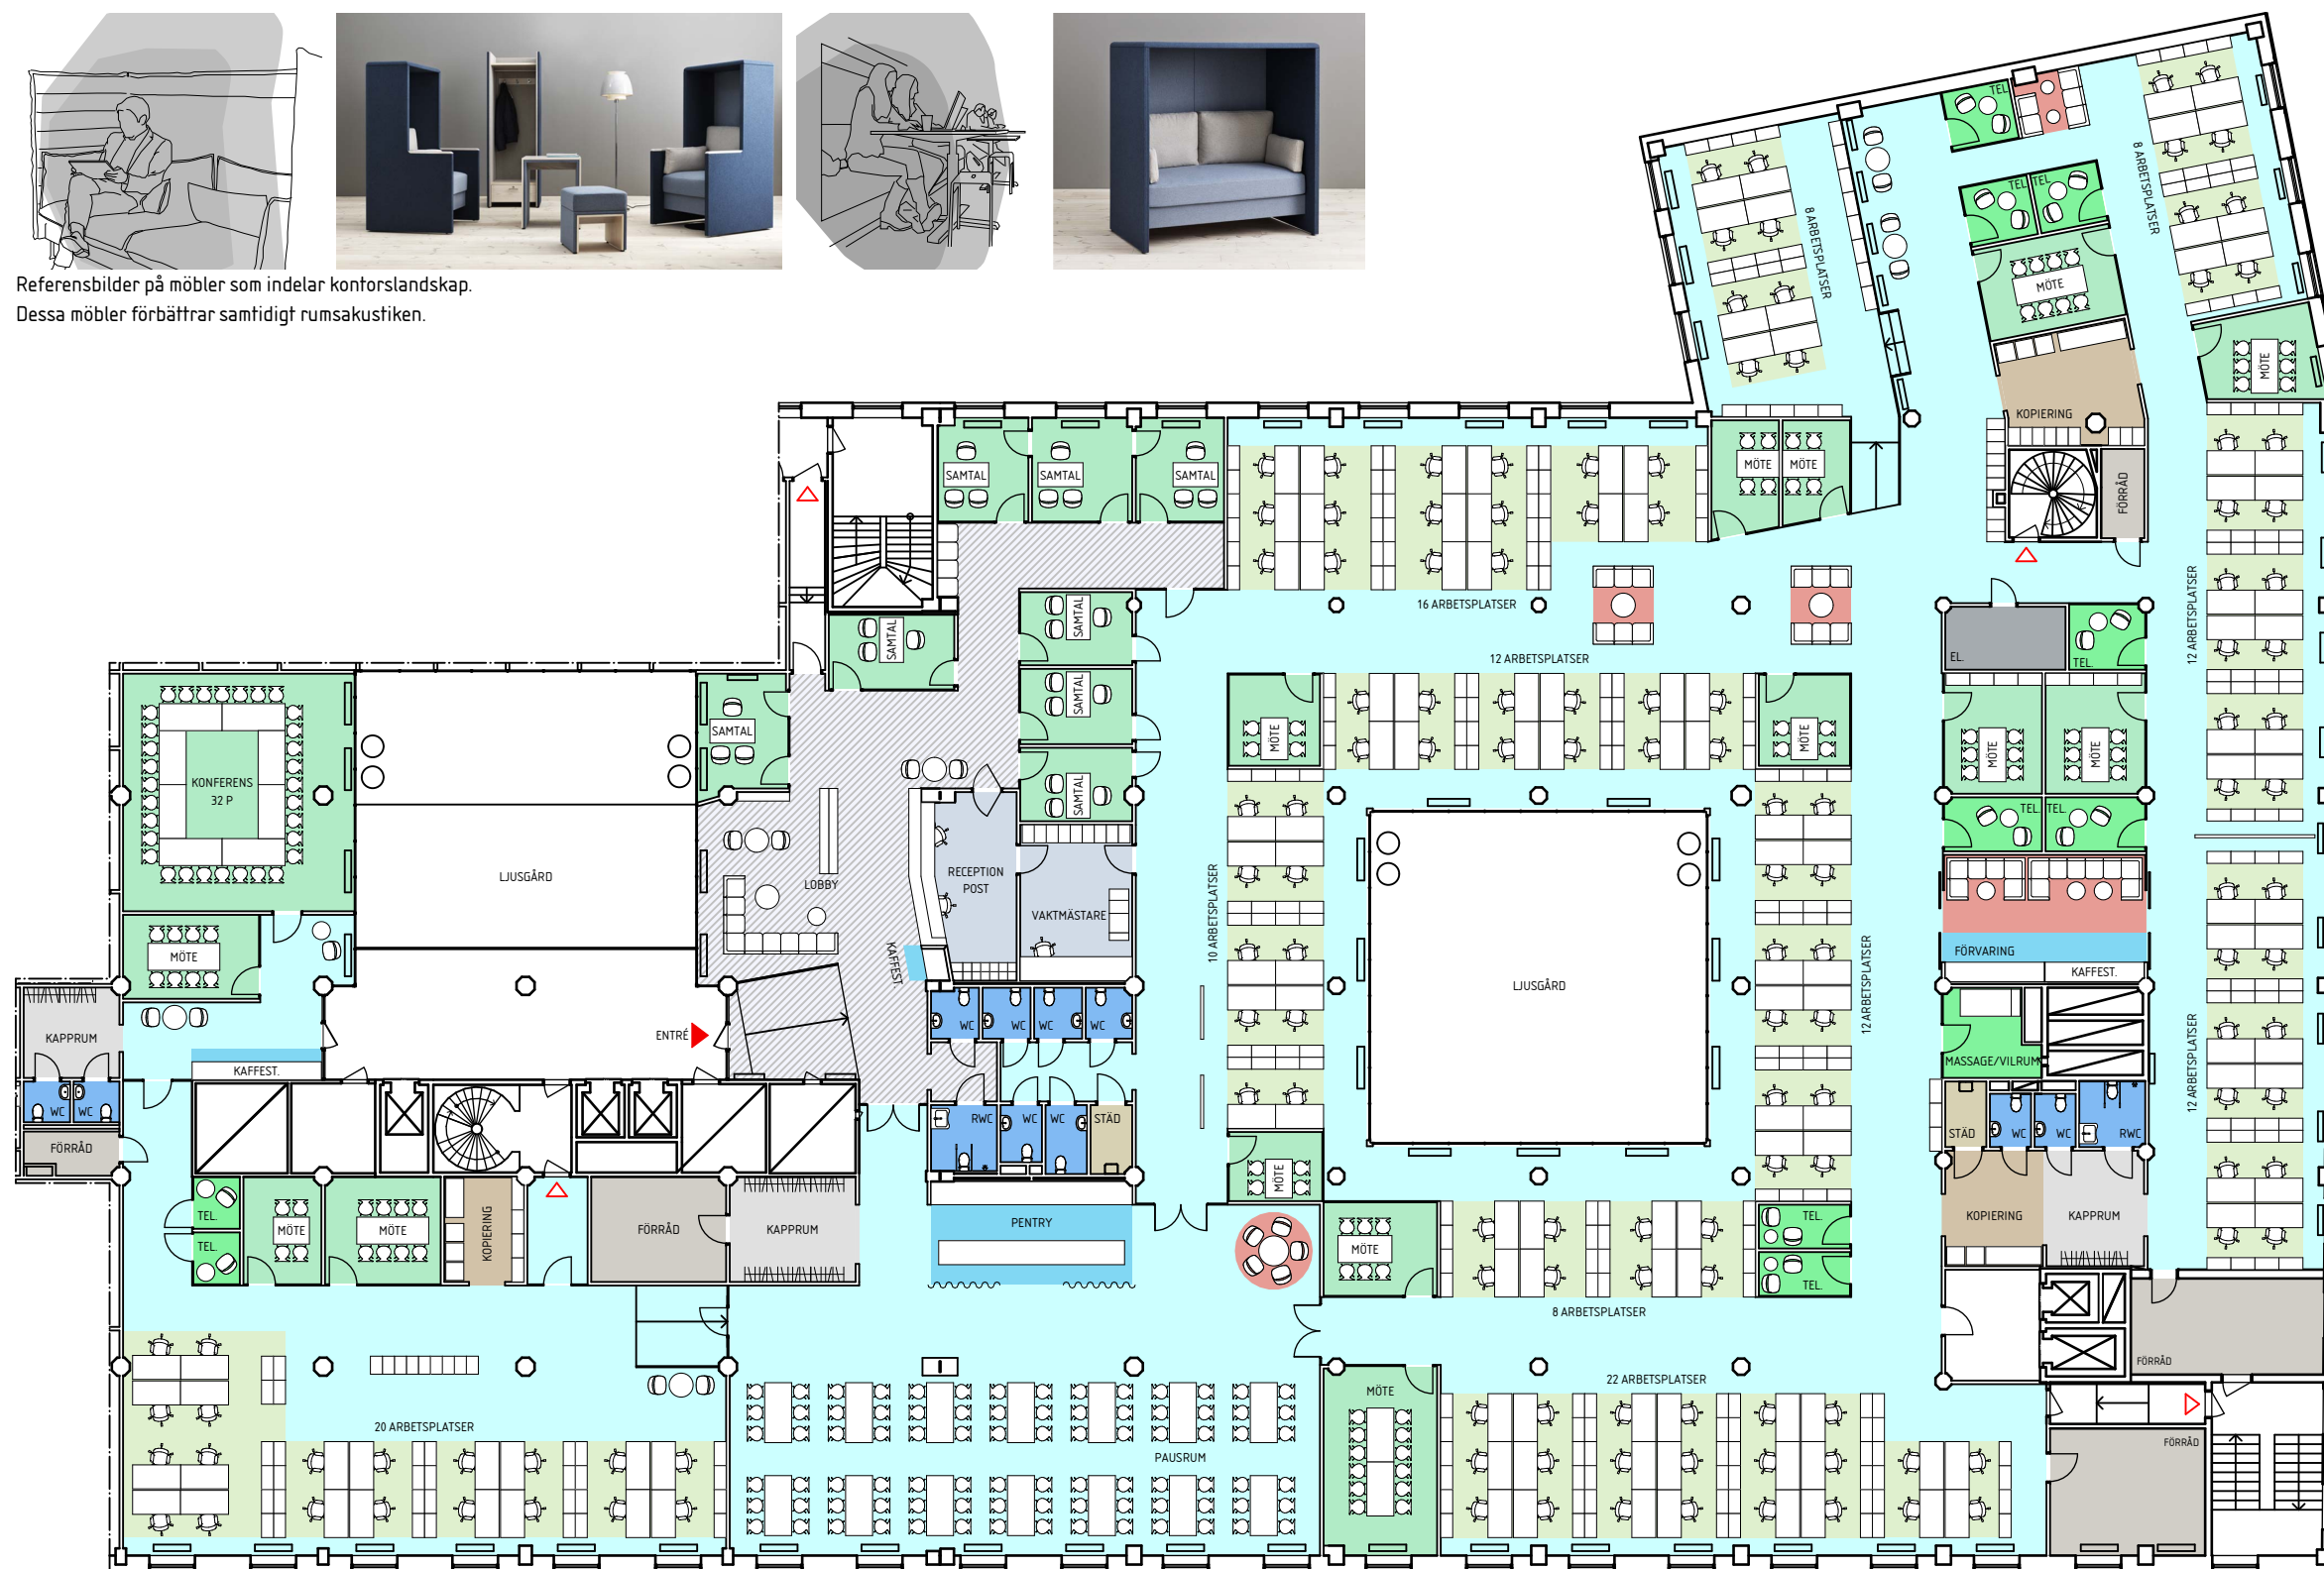 Referensbilder på möbler som indelar kontorslandskap.
Dessa möbler förbättrar samtidigt rumsakustiken.
TEL.
8 ARBETSPLATSER
TEL.
TEL.
8 ARBETSPLATSER
MÖTE
MÖTE
KOPIERING
SAMTAL
SAMTAL
SAMTAL
MÖTE
MÖTE
FÖRRÅD
12 ARBETSPLATSER
16 ARBETSPLATSER
SAMTAL
SAMTAL
EL.
TEL.
12 ARBETSPLATSER
SAMTAL
SAMTAL
MÖTE
MÖTE
MÖTE
MÖTE
KONFERENS
32 P
SAMTAL
TEL.
TEL.
LJUSGÅRD
LOBBY
RECEPTION
POST
VAKTMÄSTARE
10 ARBETSPLATSER
12 ARBETSPLATSER
MÖTE
KAFFEST
FÖRVARING
KAFFEST.
LJUSGÅRD
KAPPRUM
ENTRÉ
WC
WC
WC
WC
KAFFEST.
MASSAGE/VILRUM
12 ARBETSPLATSER
WC
WC
RWC
WC
WC
STÄD
STÄD
WC
WC
RWC
FÖRRÅD
MÖTE
TEL.
MÖTE
MÖTE
KOPIERING
FÖRRÅD
KAPPRUM
PENTRY
TEL.
KOPIERING
KAPPRUM
TEL.
MÖTE
TEL.
8 ARBETSPLATSER
FÖRRÅD
22 ARBETSPLATSER
MÖTE
20 ARBETSPLATSER
PAUSRUM
FÖRRÅD